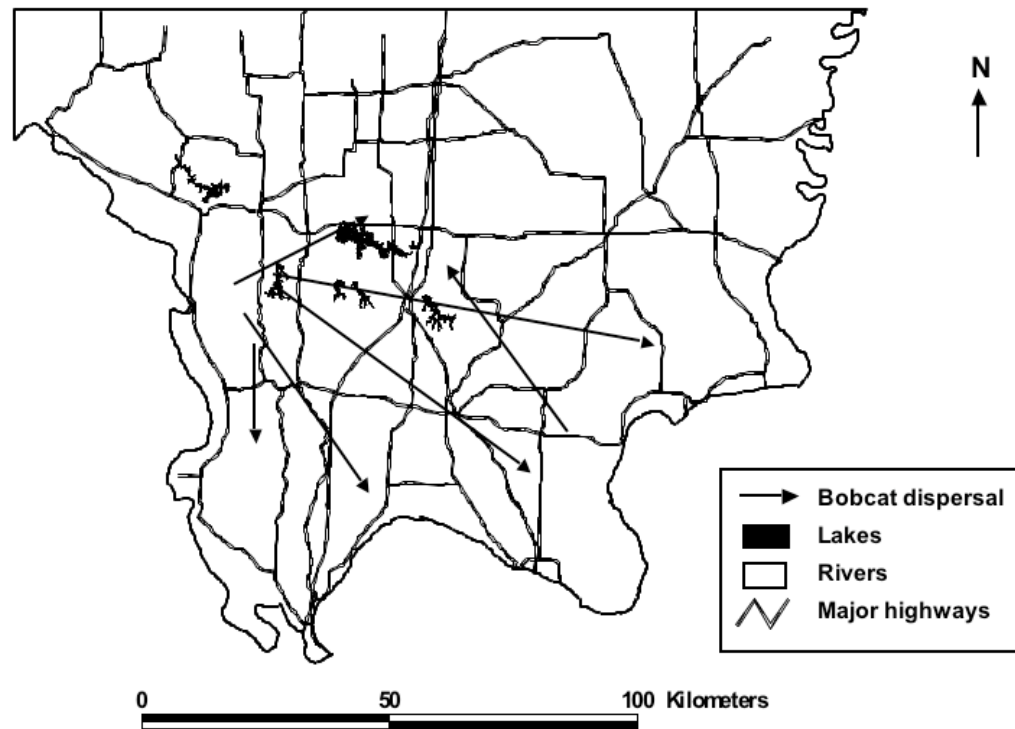 N
Bobcat dispersal
Lakes
Rivers
Major highways
0 50 100 Kilometers